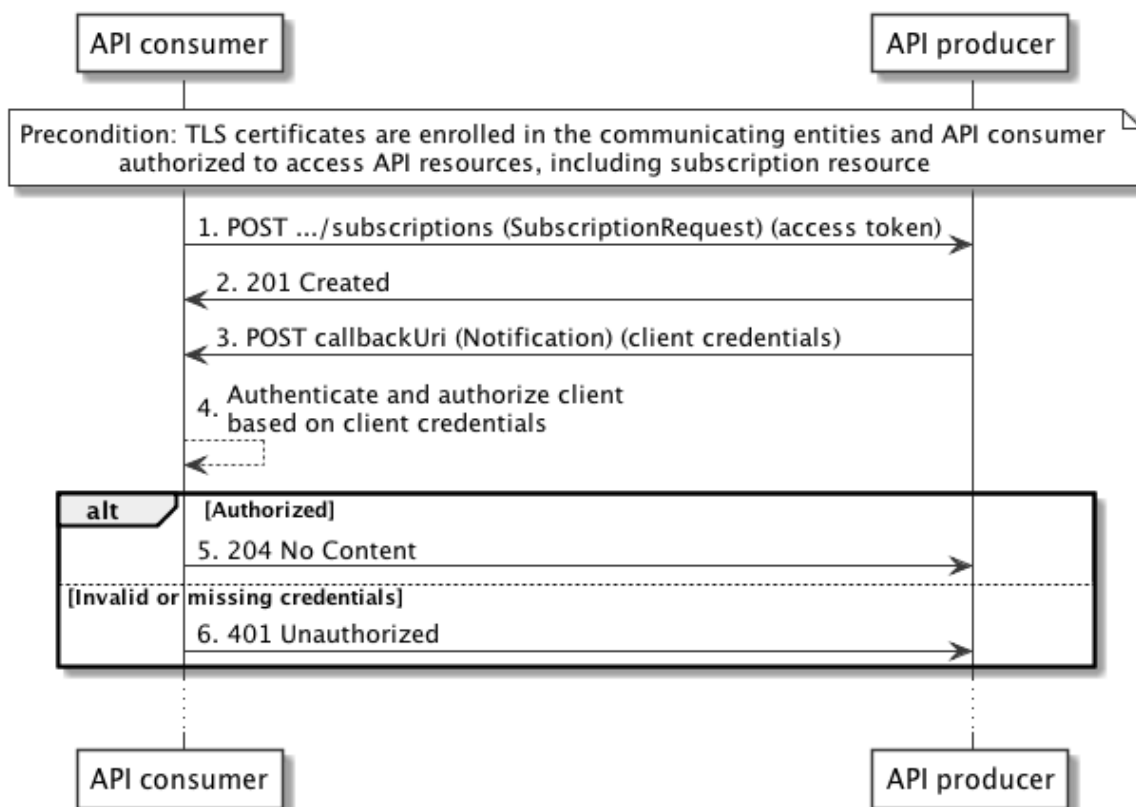 API consumer
API producer
Precondition: TLS certificates are enrolled in the communicating entities and API consumer
authorized to access API resources, including subscription resource
1. POST .../subscriptions (SubscriptionRequest) (access token)
2. 201 Created
3. POST callbackUri (Notification) (client credentials)
4. Authenticate and authorize client
based on client credentials
alt [Authorized]
5. 204 No Content
[Invalid or missing credentials]
6. 401 Unauthorized
API consumer
API producer